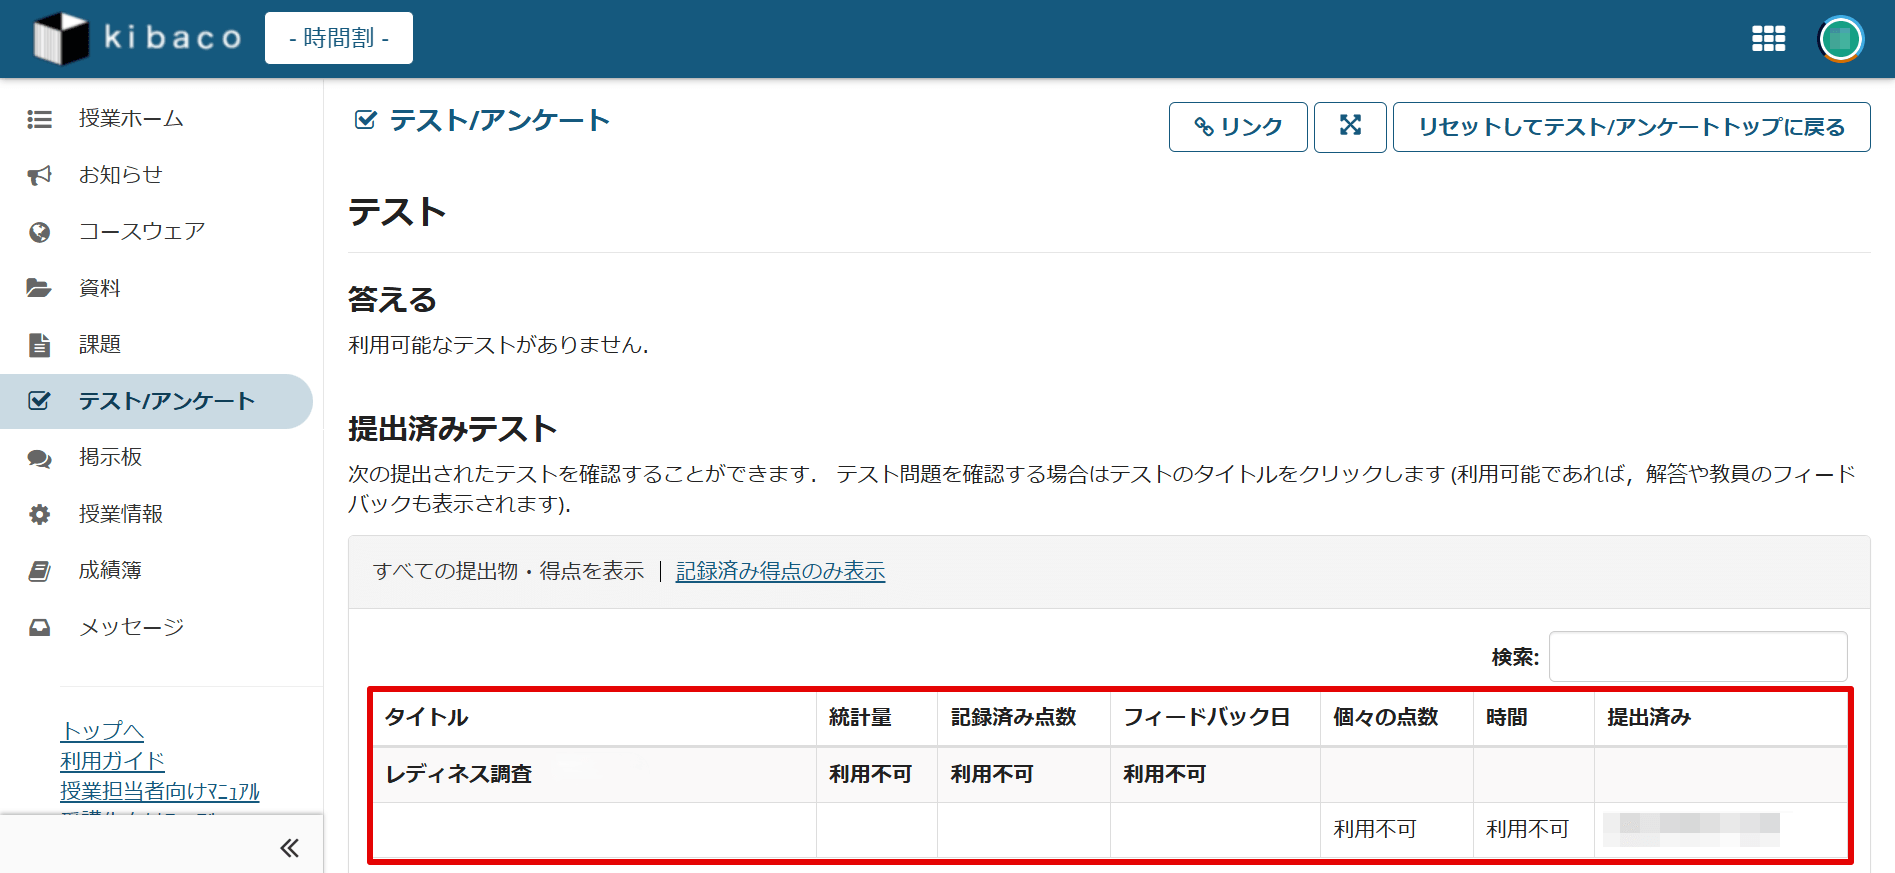 kibaco
- 時間割 -
授業ホーム
お知らせ
コースウェア
資料
課題
テスト/アンケート
掲示板
授業情報
成績簿
メッセージ
トップへ
利用ガイド
授業担当者向けﾏﾆｭｱﾙ
テスト/アンケート
リンク
リセットしてテスト/アンケートトップに戻る
テスト
答える
利用可能なテストがありません.
提出済みテスト
次の提出されたテストを確認することができます. テスト問題を確認する場合はテストのタイトルをクリックします (利用可能であれば, 解答や教員のフィード
バックも表示されます).
すべての提出物・得点を表示 | 記録済み得点のみ表示
検索:
タイトル 統計量 記録済み点数 フィードバック日 個々の点数 時間 提出済み
レディネス調査 利用不可 利用不可 利用不可
利用不可 利用不可